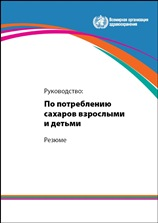 Всемирная организация
здравоохранения
Руководство:
По потреблению
сахаров взрослыми
и детьми
Резюме